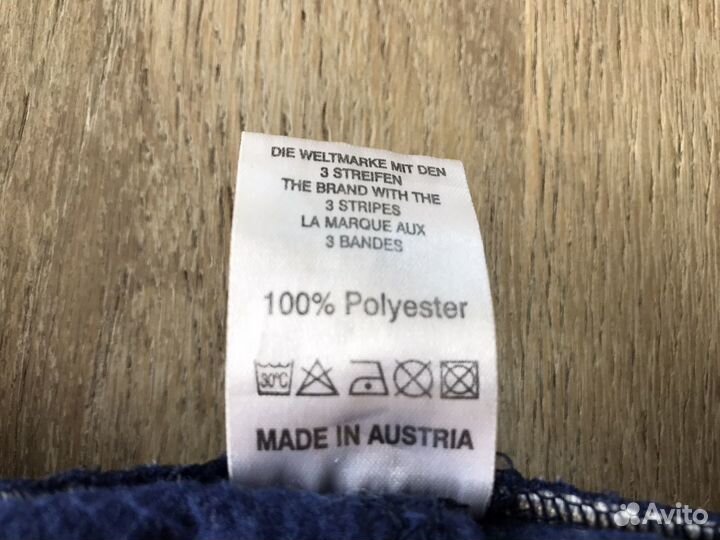 DIE WELTMARKE MIT DEN
3 STREIFEN
THE BRAND WITH THE
3 STRIPES
LA MARQUE AUX
3 BANDES
100% Polyester
30°C
MADE IN AUSTRIA
Avito